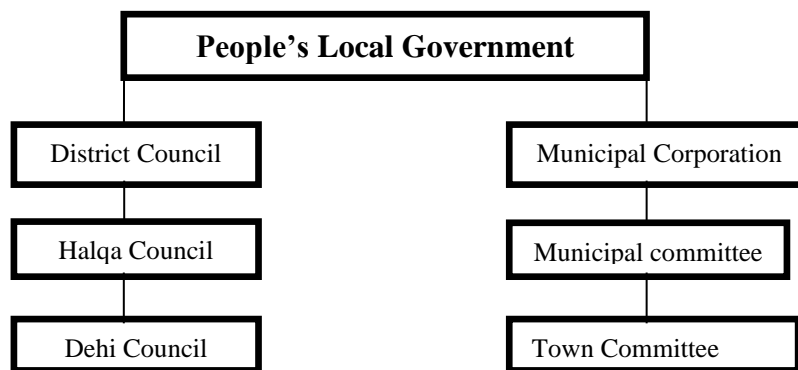 People’s Local Government
District Council
Municipal Corporation
Halqa Council
Municipal committee
Dehi Council
Town Committee